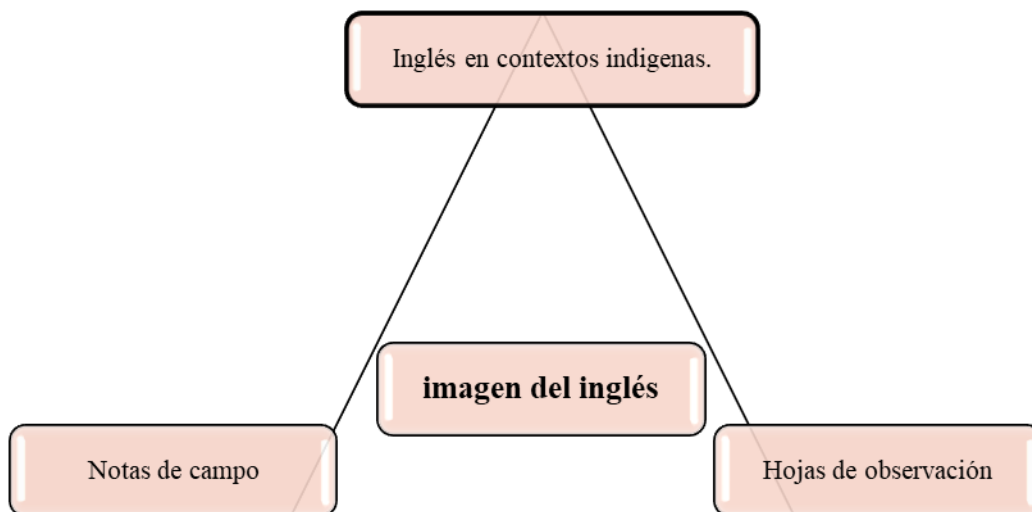 Inglés en contextos indigenas.
imagen del inglés
Notas de campo
Hojas de observación